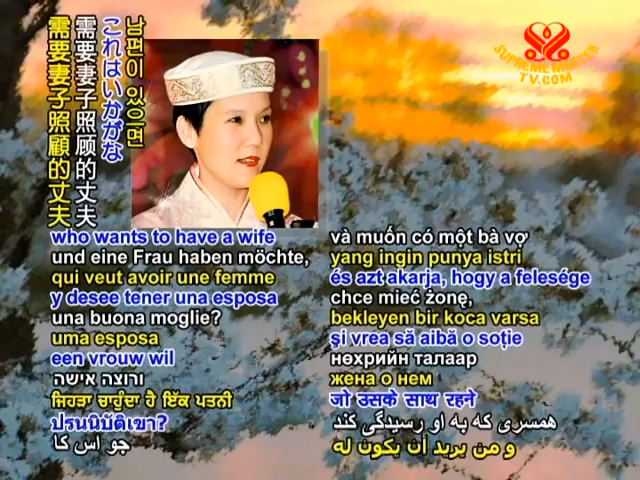 SUPREME MASTER
TV.COM
남편이 있으면
これはいかがな
需要妻子照顾的丈夫
需要妻子照顧的丈夫
who wants to have a wife
und eine Frau haben möchte,
qui veut avoir une femme
y desee tener una esposa
una buona moglie?
uma esposa
een vrouw wil
ורוצה אישה
ਜਿਹੜਾ ਚਾਹੁੰਦਾ ਹੈ ਇੱਕ ਪਤਨੀ
ปรนนิบัติเขา?
جو اس کا
và muốn có một bà vợ
yang ingin punya istri
és azt akarja, hogy a felesége
chce mieć żonę,
bekleyen bir koca varsa
şi vrea să aibă o soţie
нөхрийн талаар
жена о нем
जो उसके साथ रहने
همسری که به او رسیدگی کند
و من يريد أن يكون له